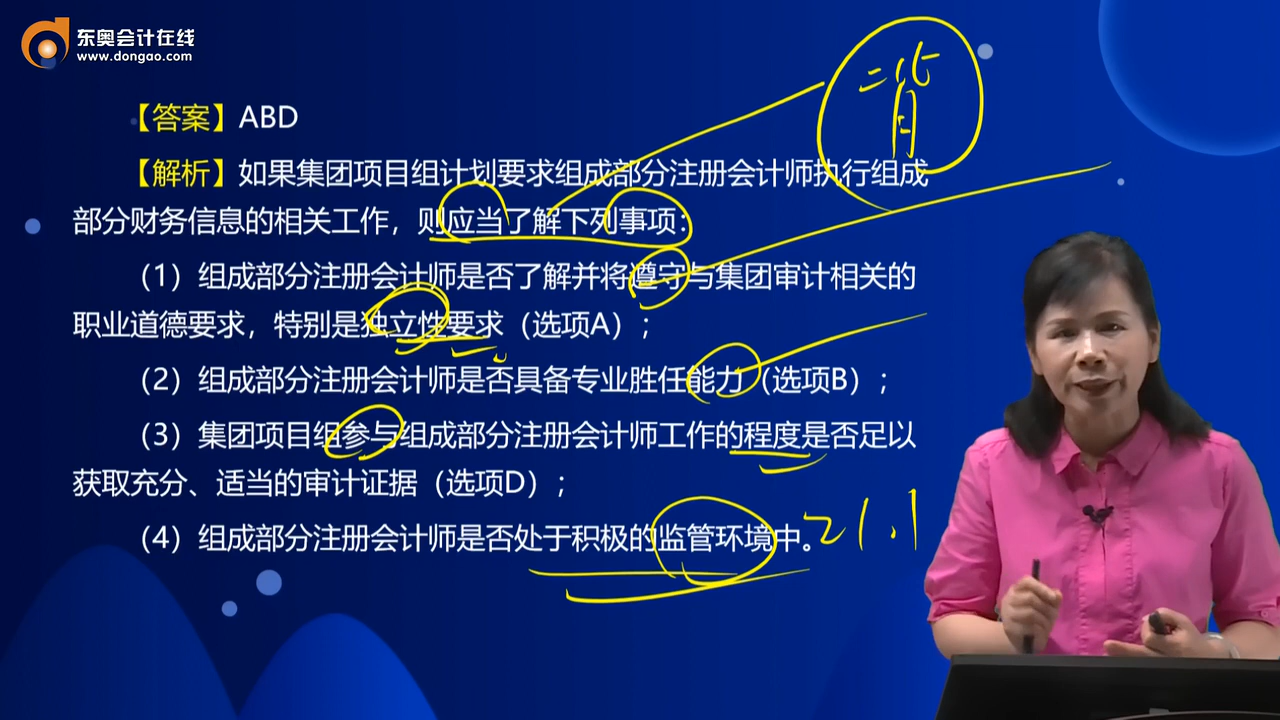 东奥会计在线
www.dongao.com
背
【答案】ABD
【解析】如果集团项目组计划要求组成部分注册会计师执行组成
部分财务信息的相关工作，则应当了解下列事项：
（1）组成部分注册会计师是否了解并将遵守与集团审计相关的
职业道德要求，特别是独立性要求（选项A）；
（2）组成部分注册会计师是否具备专业胜任能力（选项B）；
（3）集团项目组参与组成部分注册会计师工作的程度是否足以
获取充分、适当的审计证据（选项D）；
（4）组成部分注册会计师是否处于积极的监管环境中。
21.1